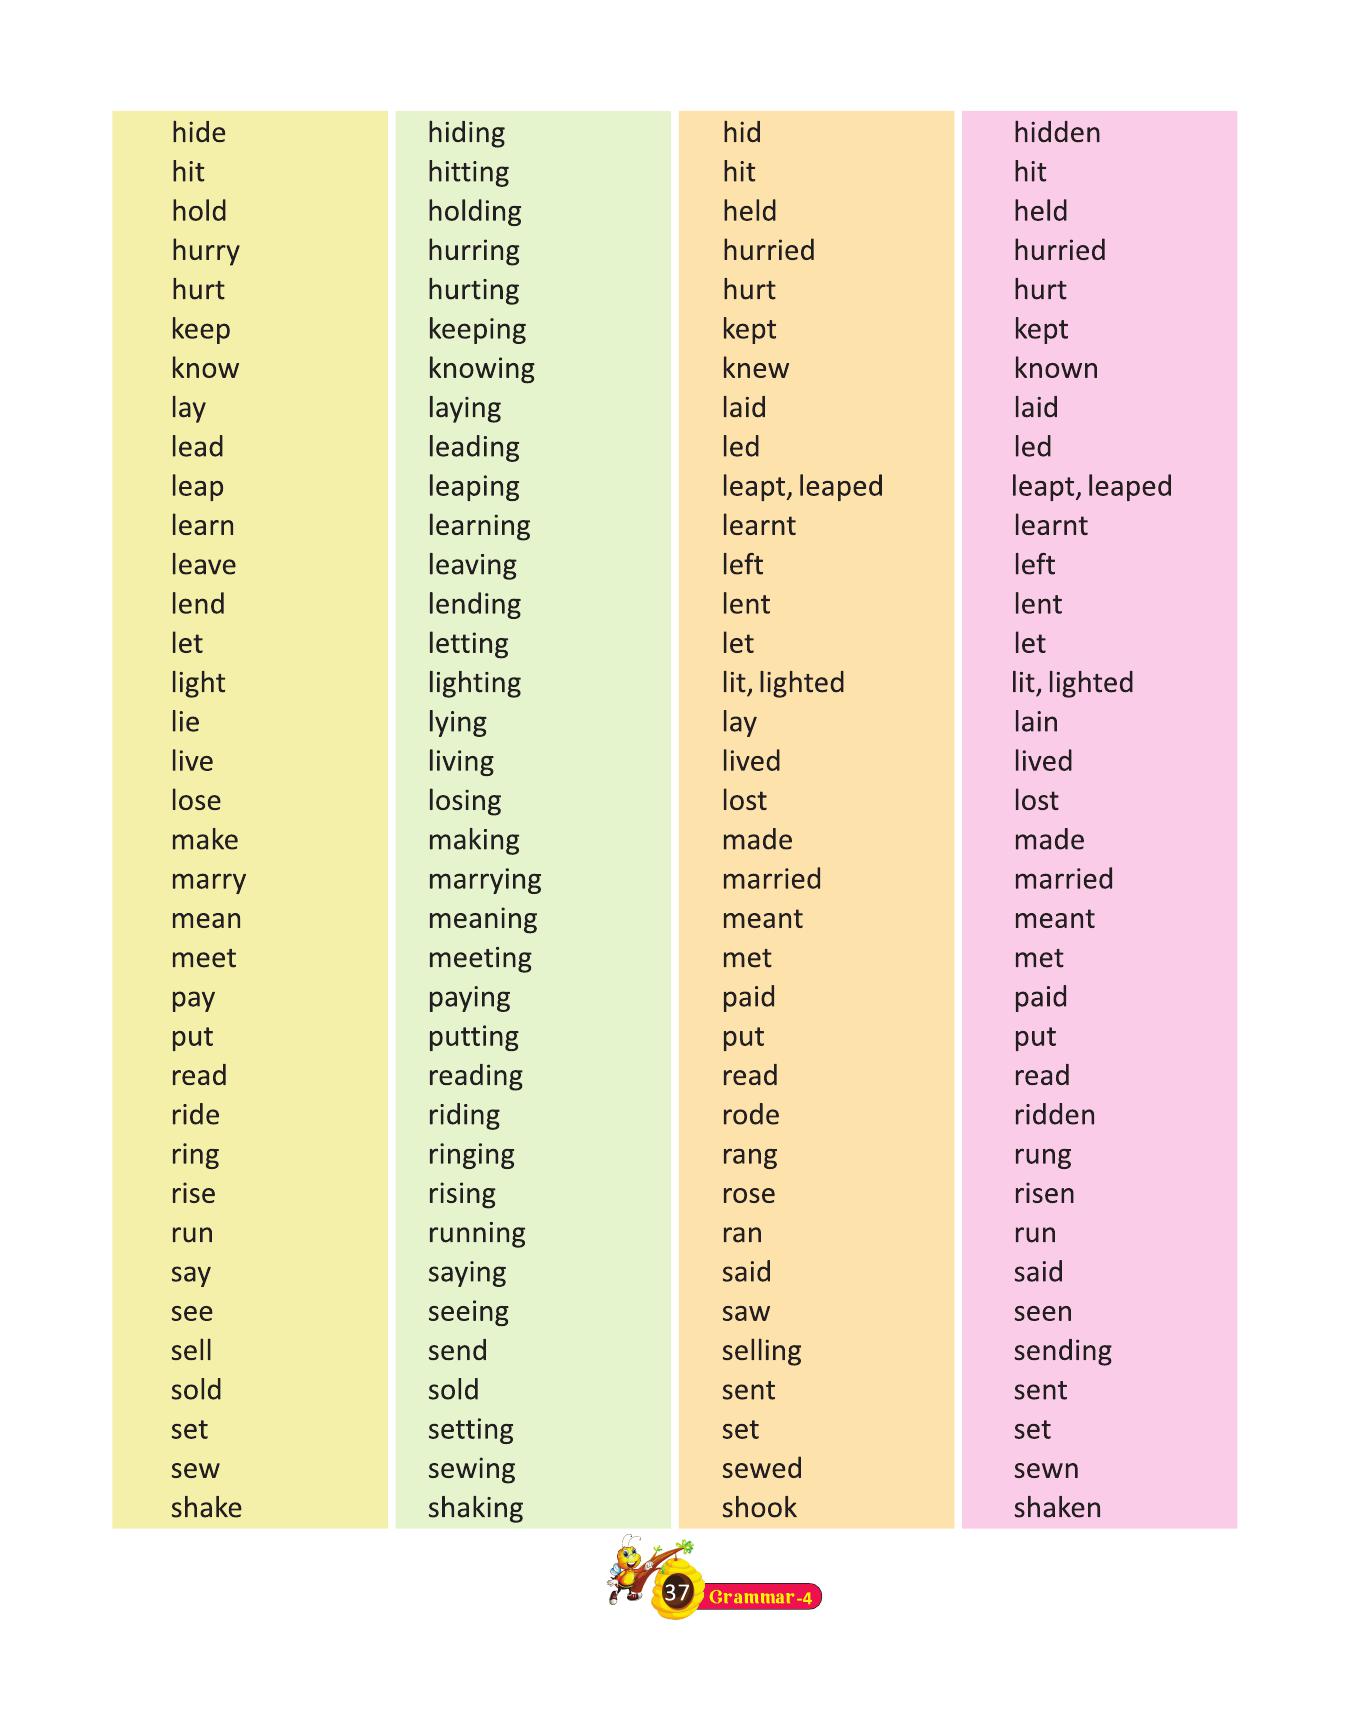 hide hiding hid hidden
hit hitting hit hit
hold holding held held
hurry hurring hurried hurried
hurt hurting hurt hurt
keep keeping kept kept
know knowing knew known
lay laying laid laid
lead leading led led
leap leaping leapt, leaped leapt, leaped
learn learning learnt learnt
leave leaving left left
lend lending lent lent
let letting let let
light lighting lit, lighted lit, lighted
lie lying lay lain
live living lived lived
lose losing lost lost
make making made made
marry marrying married married
mean meaning meant meant
meet meeting met met
pay paying paid paid
put putting put put
read reading read read
ride riding rode ridden
ring ringing rang rung
rise rising rose risen
run running ran run
say saying said said
see seeing saw seen
sell send selling sending
sold sold sent sent
set setting set set
sew sewing sewed sewn
shake shaking shook shaken
37 Grammar-4